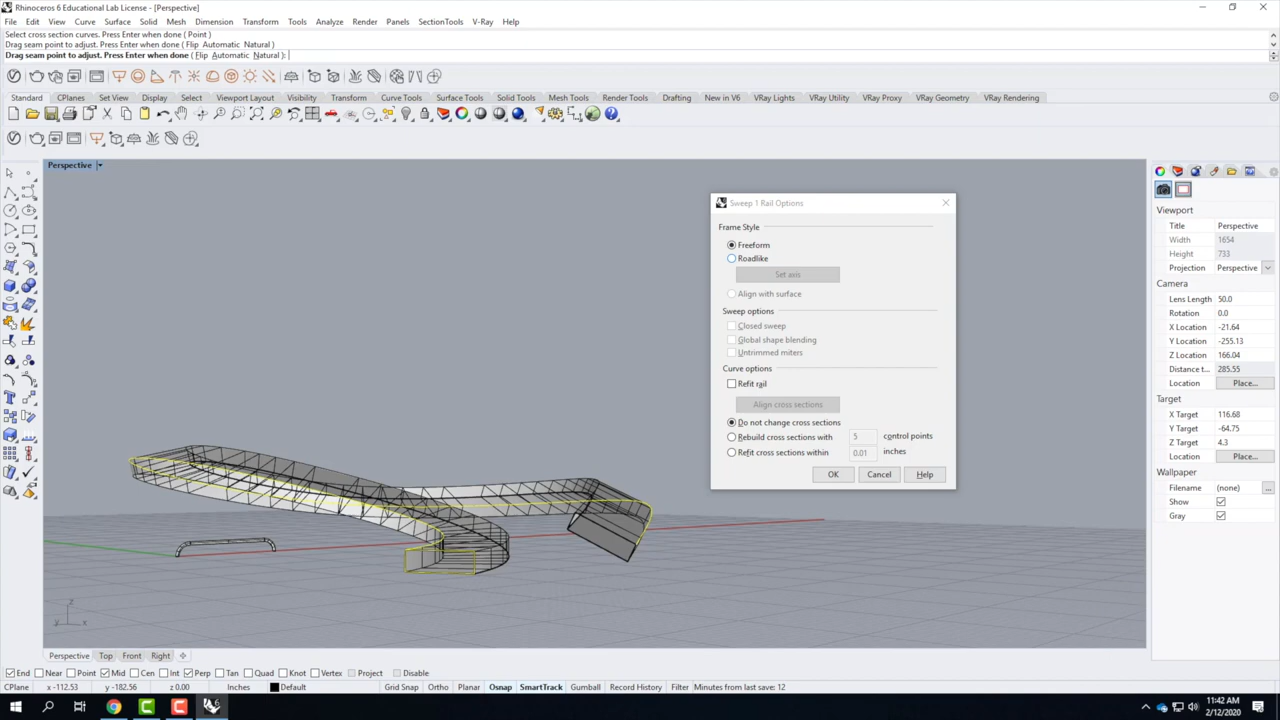 Rhinoceros 6 Educational Lab License - [Perspective]
File Edit View Curve Surface Solid Mesh Dimension Transform Tools Analyze Render Panels SectionTools V-Ray Help
Select cross section curves. Press Enter when done ( Point )
Drag seam point to adjust. Press Enter when done ( Flip Automatic Natural )
Drag seam point to adjust. Press Enter when done ( Flip Automatic Natural ):
Standard CPlanes Set View Display Select Viewport Layout Visibility Transform Curve Tools Surface Tools Solid Tools Mesh Tools Render Tools Drafting New in V6 VRay Lights VRay Utility VRay Proxy VRay Geometry VRay Rendering
Perspective
Sweep 1 Rail Options
Frame Style
Freeform
Roadlike
Set axis
Align with surface
Sweep options
Closed sweep
Global shape blending
Untrimmed miters
Curve options
Refit rail
Align cross sections
Do not change cross sections
Rebuild cross sections with 5 control points
Refit cross sections within 0.01 inches
OK Cancel Help
Viewport
Title Perspective
Width 1654
Height 733
Projection Perspective
Camera
Lens Length 50.0
Rotation 0.0
X Location -21.64
Y Location -255.13
Z Location 166.04
Distance t... 285.55
Location Place...
Target
X Target 116.68
Y Target -64.75
Z Target 4.3
Location Place...
Wallpaper
Filename (none) ...
Show
Gray
z
y x
Perspective Top Front Right
End Near Point Mid Cen Int Perp Tan Quad Knot Vertex Project Disable
CPlane x -112.53 y -182.56 z 0.00 Inches Default Grid Snap Ortho Planar Osnap SmartTrack Gumball Record History Filter Minutes from last save: 12
11:42 AM
2/12/2020